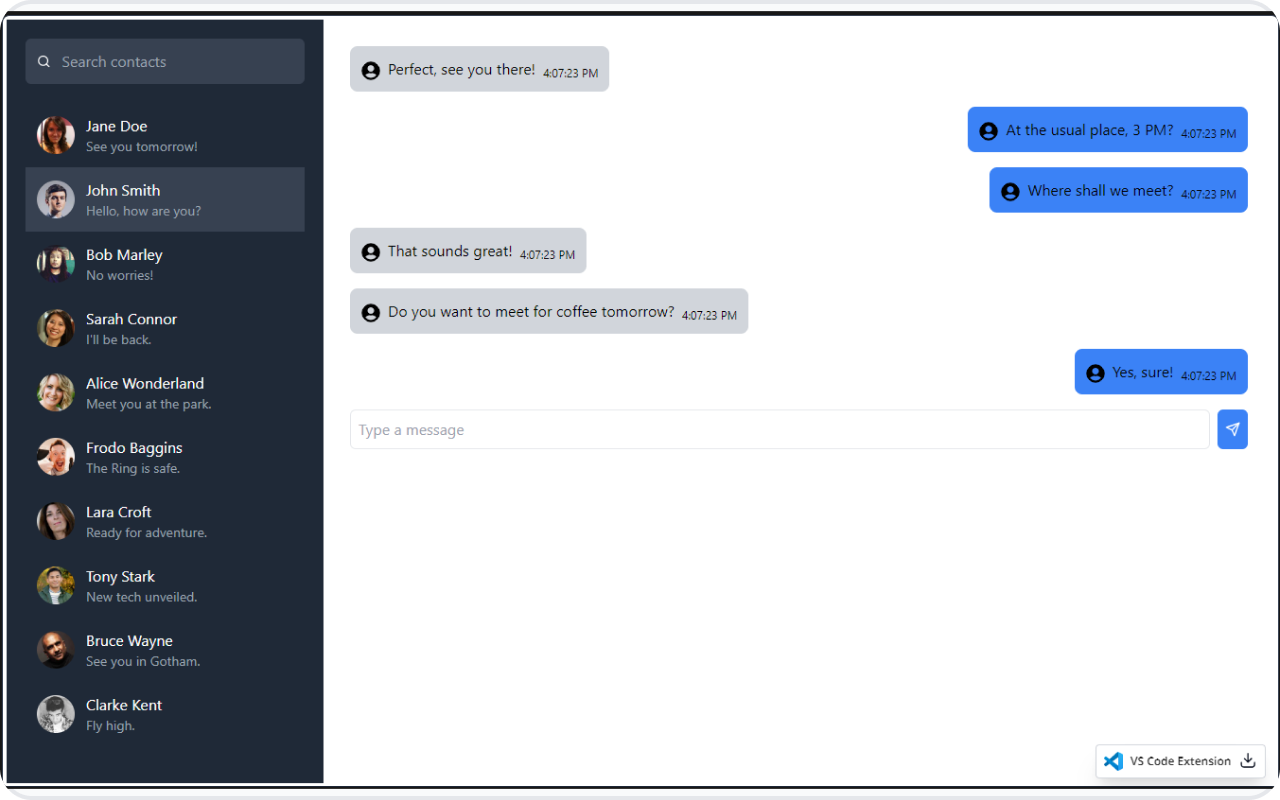 Search contacts
Jane Doe
See you tomorrow!
John Smith
Hello, how are you?
Bob Marley
No worries!
Sarah Connor
I'll be back.
Alice Wonderland
Meet you at the park.
Frodo Baggins
The Ring is safe.
Lara Croft
Ready for adventure.
Tony Stark
New tech unveiled.
Bruce Wayne
See you in Gotham.
Clarke Kent
Fly high.
Perfect, see you there! 4:07:23 PM
At the usual place, 3 PM? 4:07:23 PM
Where shall we meet? 4:07:23 PM
That sounds great! 4:07:23 PM
Do you want to meet for coffee tomorrow? 4:07:23 PM
Yes, sure! 4:07:23 PM
Type a message
VS Code Extension